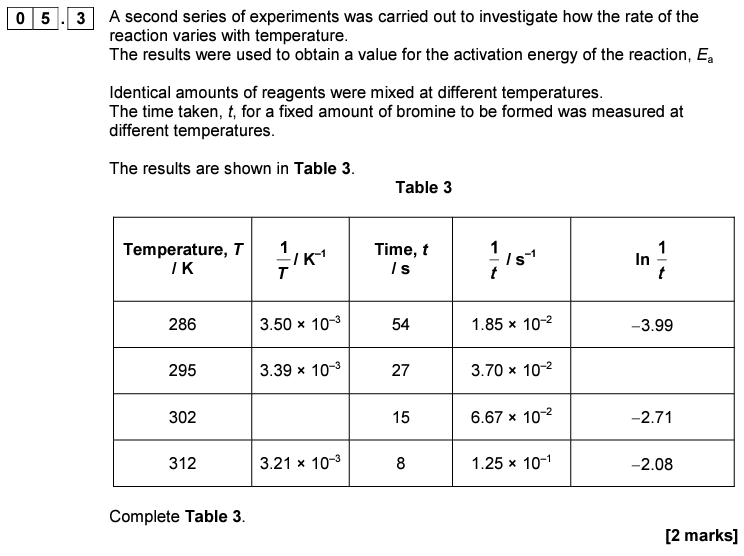 0 5 . 3 A second series of experiments was carried out to investigate how the rate of the
reaction varies with temperature.
The results were used to obtain a value for the activation energy of the reaction, Eₐ
Identical amounts of reagents were mixed at different temperatures.
The time taken, t, for a fixed amount of bromine to be formed was measured at
different temperatures.
The results are shown in Table 3.
Table 3
Temperature, T / K | 1/T / K⁻¹ | Time, t / s | 1/t / s⁻¹ | ln 1/t
286 | 3.50 × 10⁻³ | 54 | 1.85 × 10⁻² | −3.99
295 | 3.39 × 10⁻³ | 27 | 3.70 × 10⁻² |
302 | | 15 | 6.67 × 10⁻² | −2.71
312 | 3.21 × 10⁻³ | 8 | 1.25 × 10⁻¹ | −2.08
Complete Table 3.
[2 marks]